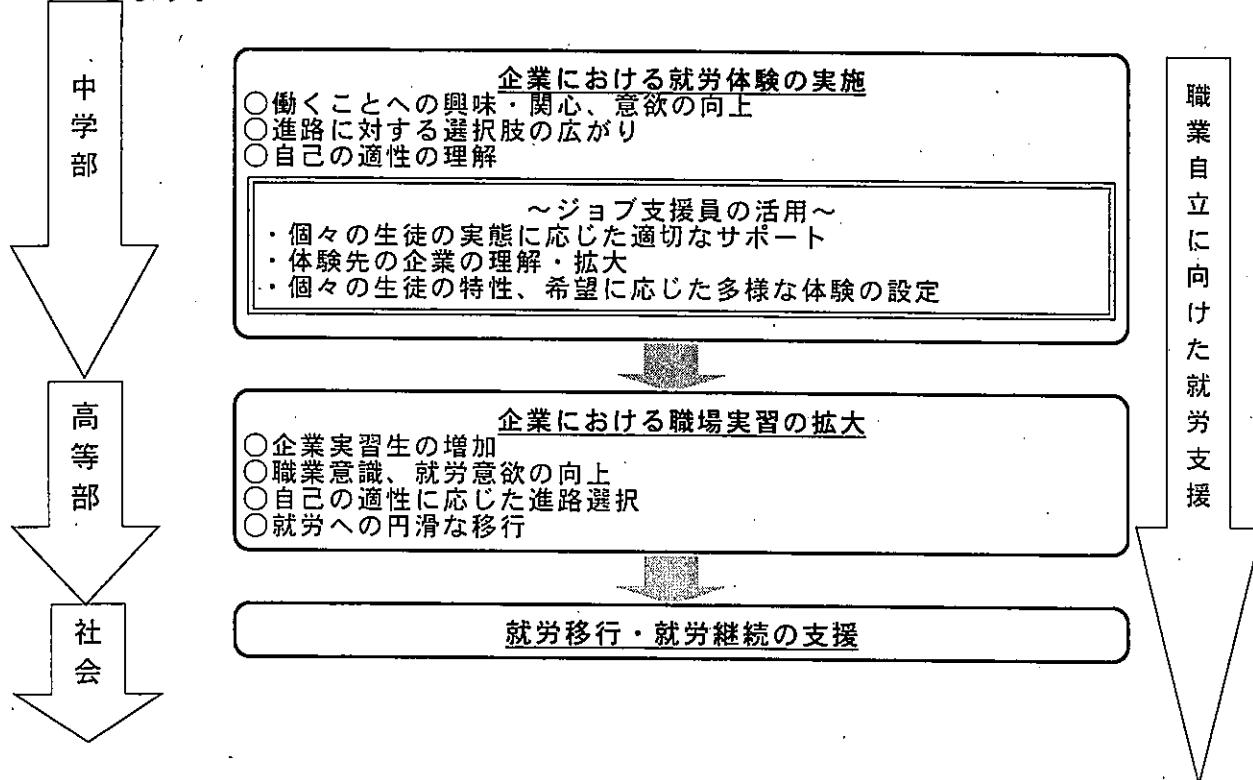 中学部
企業における就労体験の実施
○働くことへの興味・関心、意欲の向上
○進路に対する選択肢の広がり
○自己の適性の理解
～ジョブ支援員の活用～
・個々の生徒の実態に応じた適切なサポート
・体験先の企業の理解・拡大
・個々の生徒の特性、希望に応じた多様な体験の設定
高等部
企業における職場実習の拡大
○企業実習生の増加
○職業意識、就労意欲の向上
○自己の適性に応じた進路選択
○就労への円滑な移行
社会
就労移行・就労継続の支援
職業自立に向けた就労支援